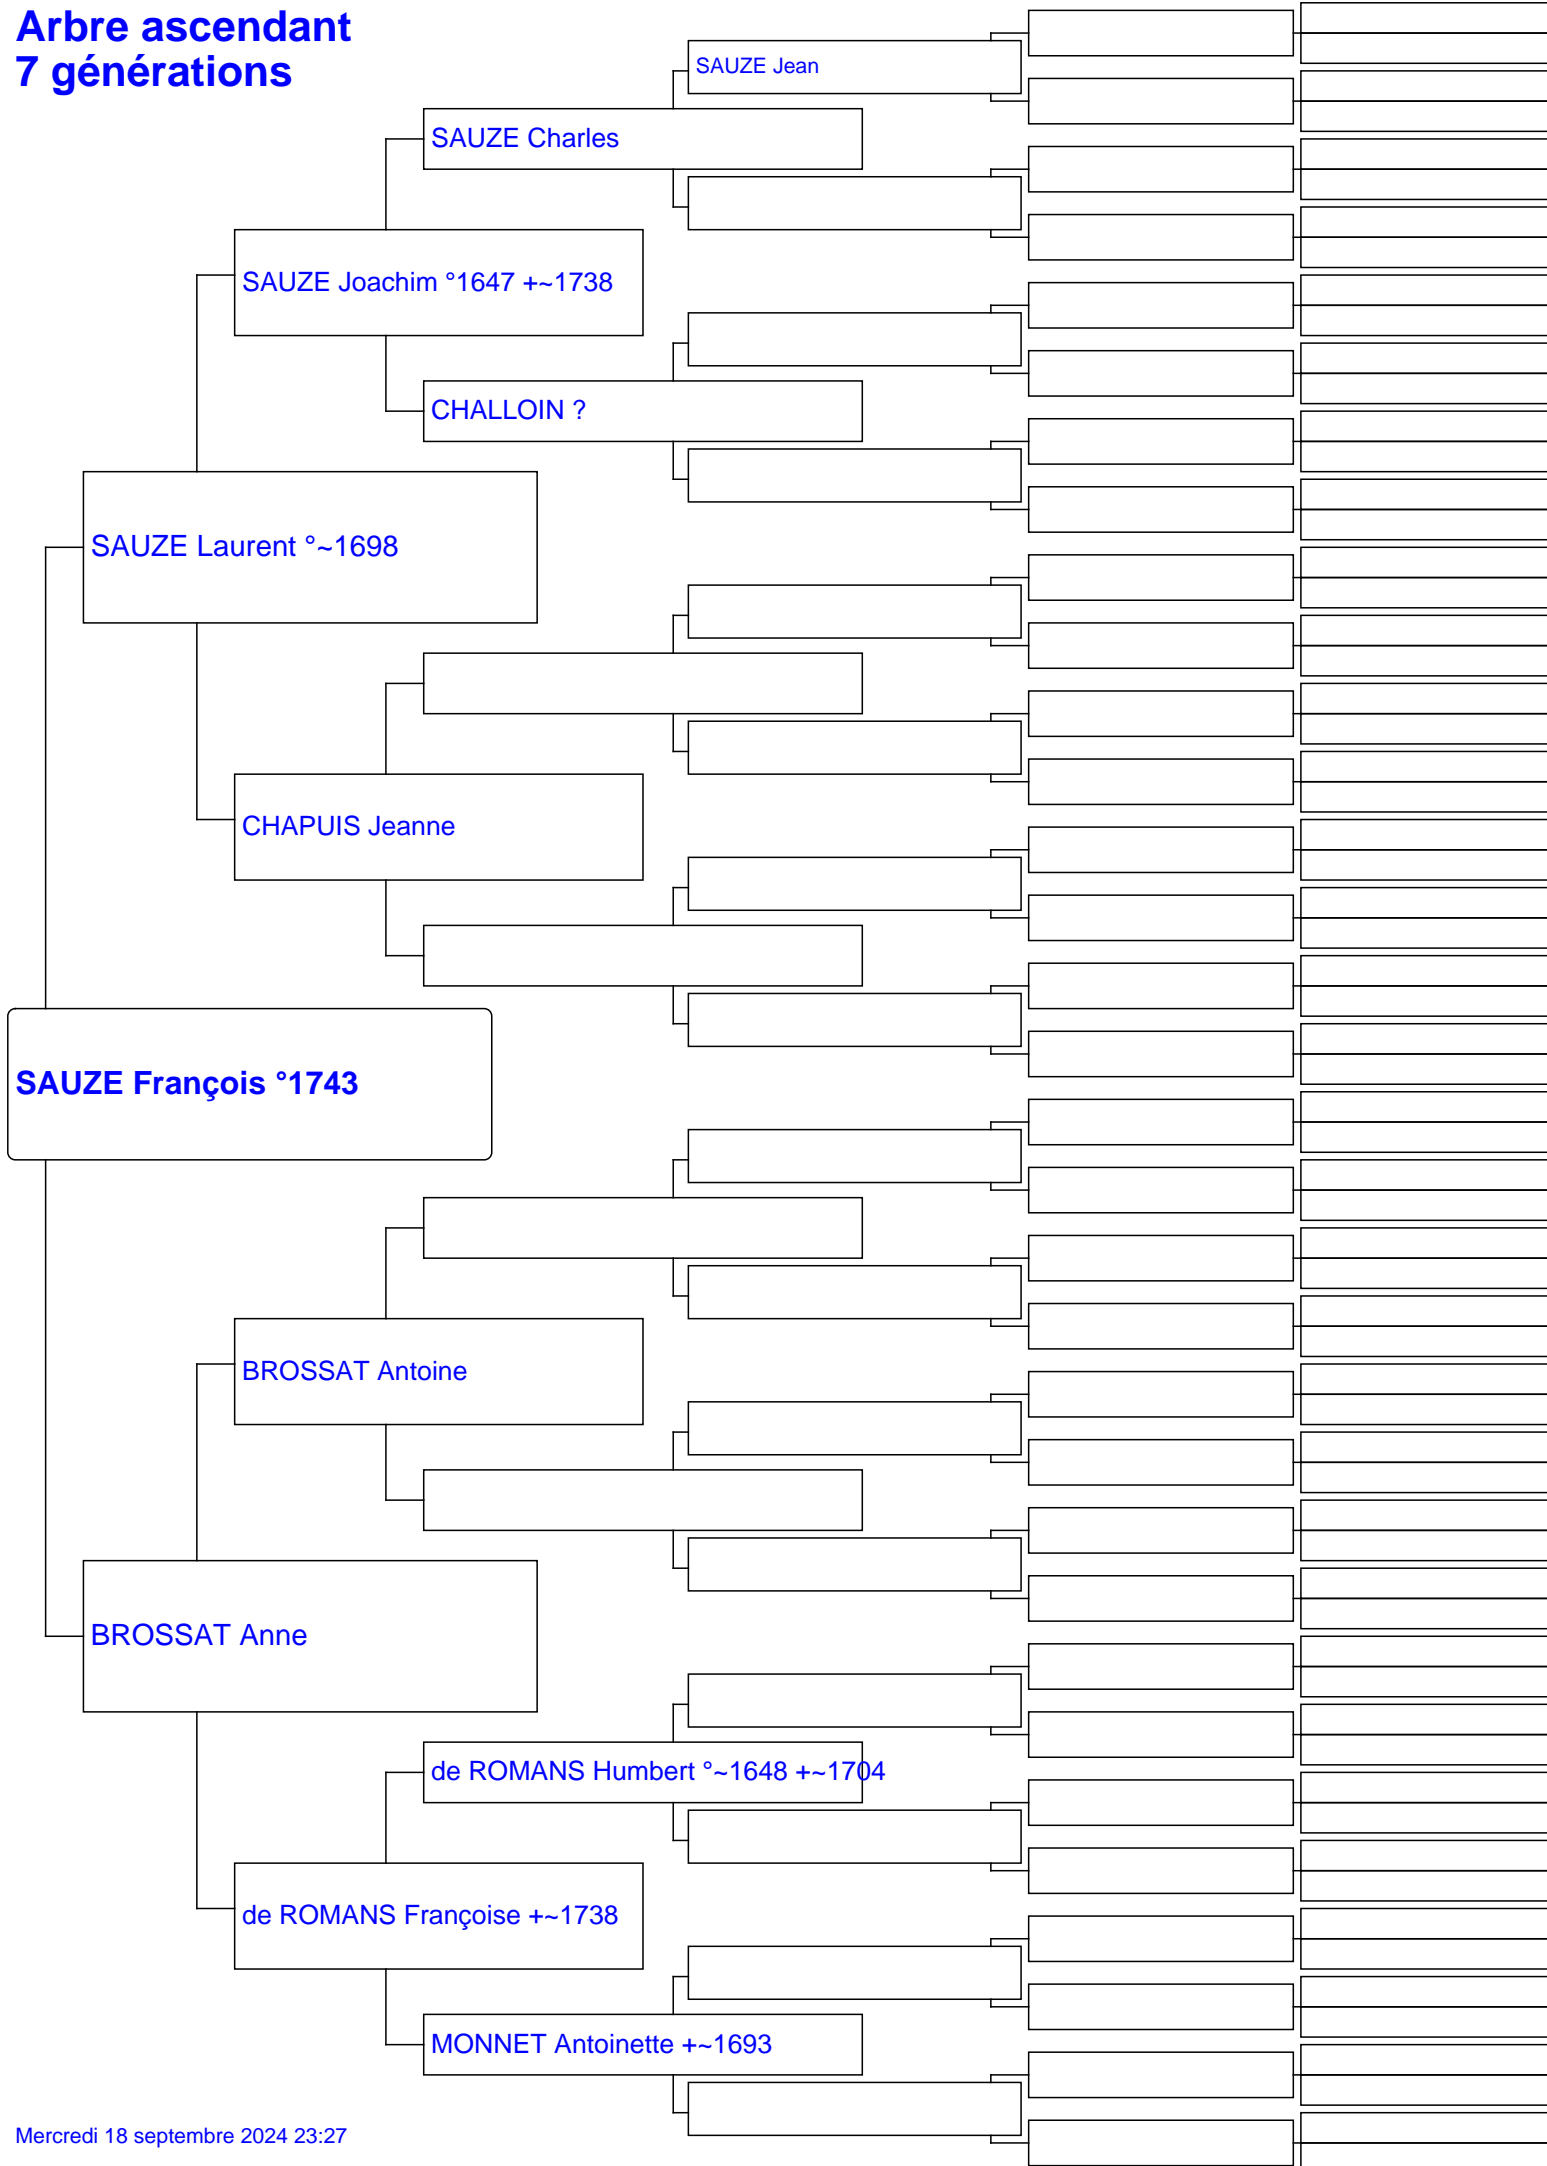 Arbre ascendant
7 générations
SAUZE Jean
SAUZE Charles
SAUZE Joachim °1647 +~1738
CHALLOIN ?
SAUZE Laurent °~1698
CHAPUIS Jeanne
SAUZE François °1743
BROSSAT Antoine
BROSSAT Anne
de ROMANS Humbert °~1648 +~1704
de ROMANS Françoise +~1738
MONNET Antoinette +~1693
Mercredi 18 septembre 2024 23:27